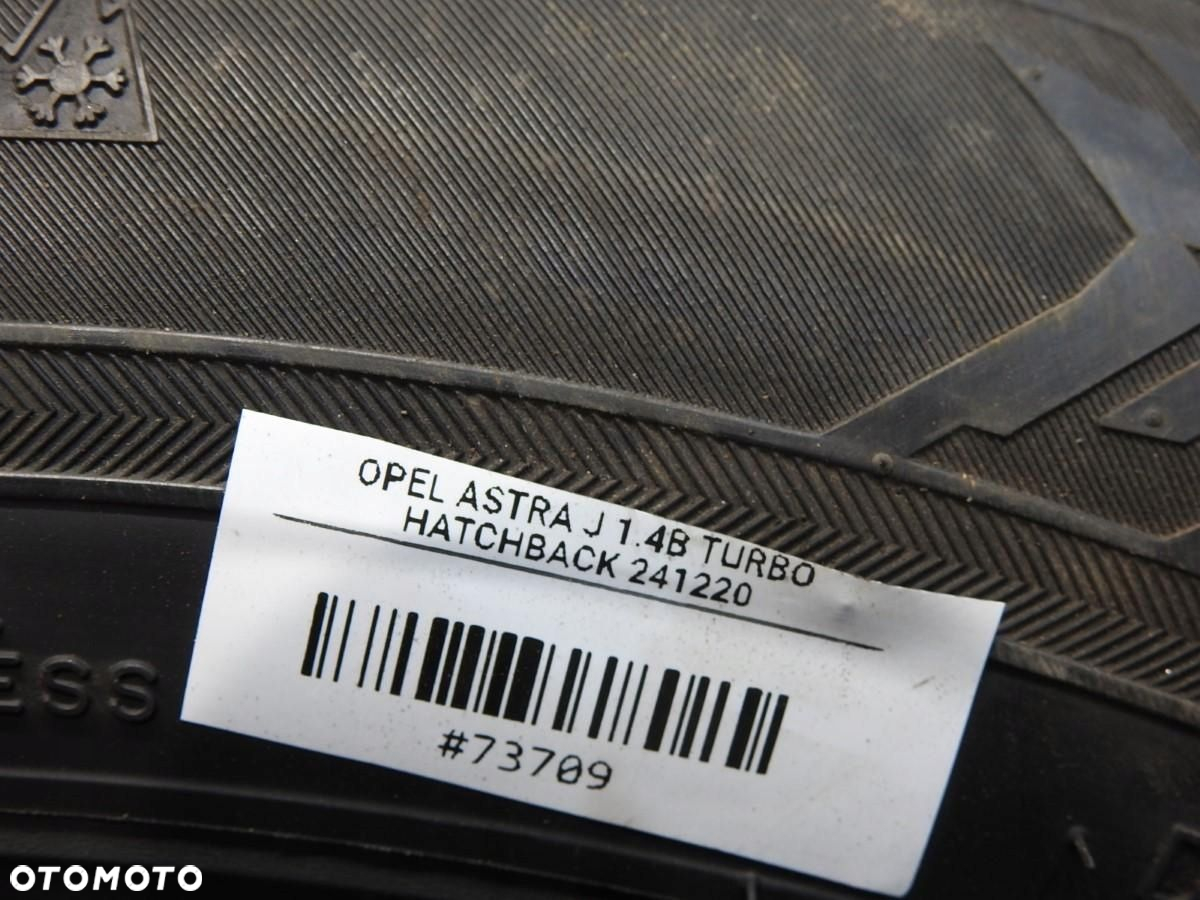 OPEL ASTRA J 1.4B TURBO
HATCHBACK 241220
#73709
ESS
OTOMOTO